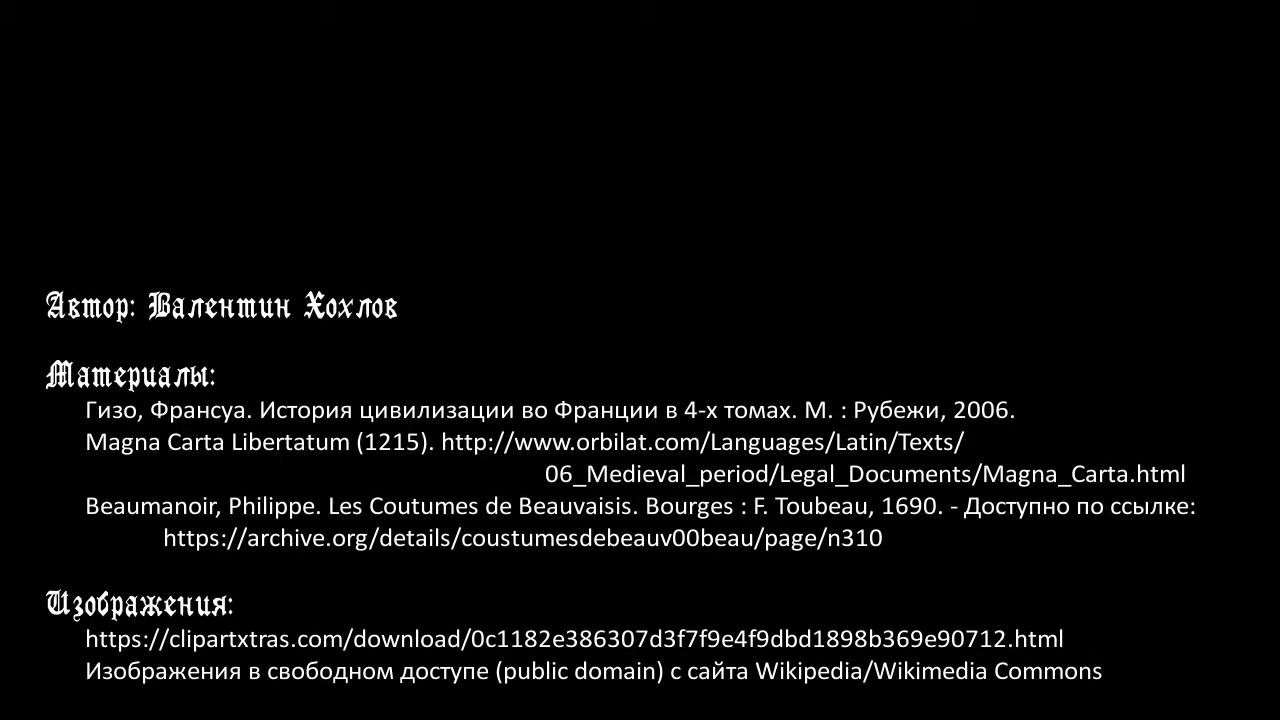 Автор: Валентин Хохлов
Материалы:
Гизо, Франсуа. История цивилизации во Франции в 4-х томах. М. : Рубежи, 2006.
Magna Carta Libertatum (1215). http://www.orbilat.com/Languages/Latin/Texts/
06_Medieval_period/Legal_Documents/Magna_Carta.html
Beaumanoir, Philippe. Les Coutumes de Beauvaisis. Bourges : F. Toubeau, 1690. - Доступно по ссылке:
https://archive.org/details/coustumesdebeauv00beau/page/n310
Изображения:
https://clipartxtras.com/download/0c1182e386307d3f7f9e4f9dbd1898b369e90712.html
Изображения в свободном доступе (public domain) с сайта Wikipedia/Wikimedia Commons